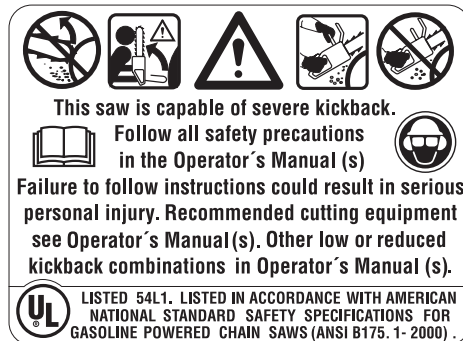 This saw is capable of severe kickback.
Follow all safety precautions
in the Operator´s Manual (s)
Failure to follow instructions could result in serious
personal injury. Recommended cutting equipment
see Operator´s Manual (s). Other low or reduced
kickback combinations in Operator´s Manual (s).
UL
®
LISTED 54L1. LISTED IN ACCORDANCE WITH AMERICAN
NATIONAL STANDARD SAFETY SPECIFICATIONS FOR
GASOLINE POWERED CHAIN SAWS (ANSI B175. 1- 2000) .